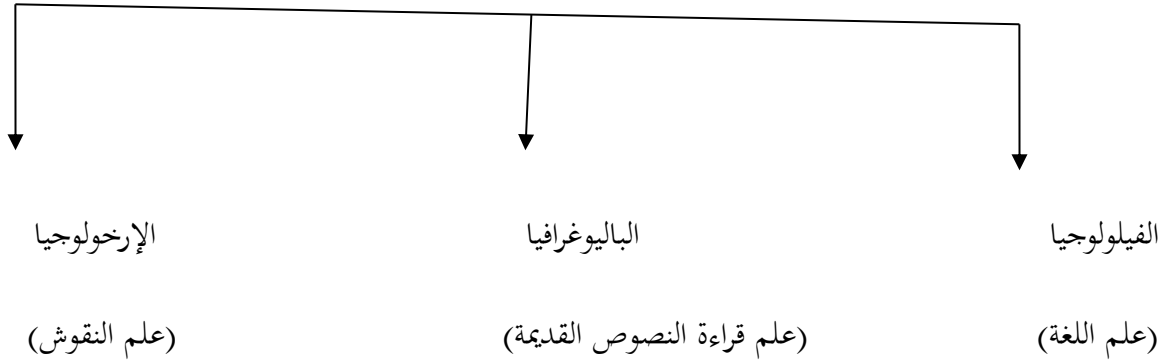 الفيلولوجيا الباليوغرافيا الإرخولوجيا
(علم اللغة) (علم قراءة النصوص القديمة) (علم النقوش)